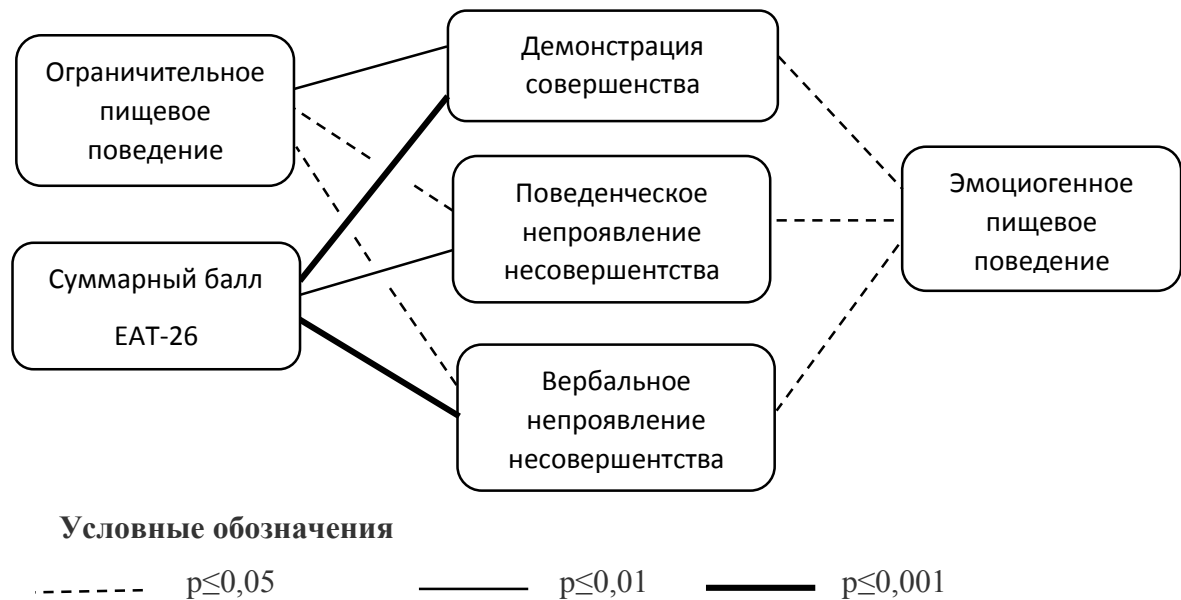 Ограничительное
пищевое
поведение
Суммарный балл
ЕАТ-26
Демонстрация
совершенства
Поведенческое
непроявление
несовершентства
Вербальное
непроявление
несовершентства
Эмоциогенное
пищевое
поведение
Условные обозначения
p≤0,05
p≤0,01
p≤0,001